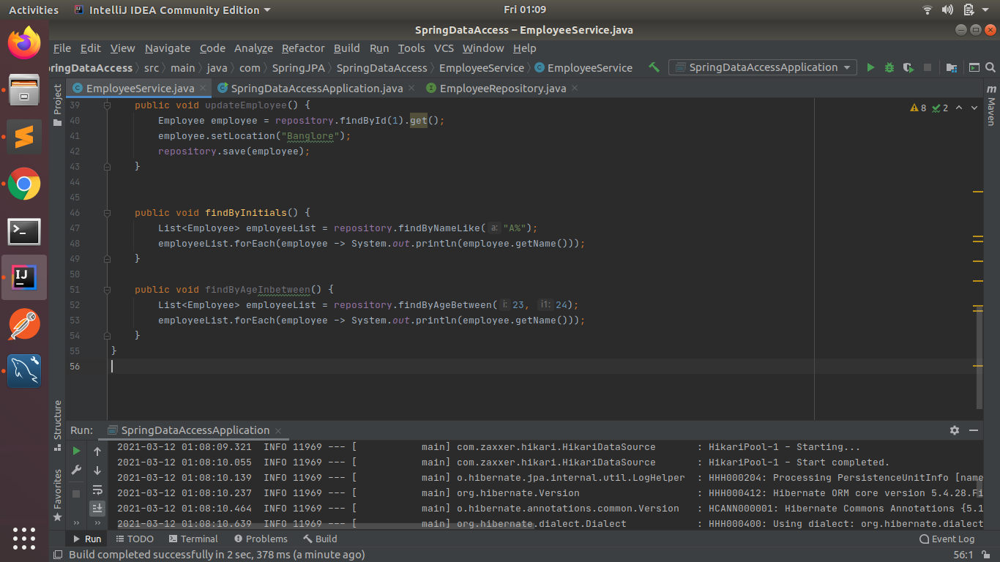 Activities IntelliJ IDEA Community Edition Fri 01:09
SpringDataAccess – EmployeeService.java
File Edit View Navigate Code Analyze Refactor Build Run Tools VCS Window Help
pringDataAccess src main java com SpringJPA SpringDataAccess EmployeeService EmployeeService SpringDataAccessApplication
EmployeeService.java SpringDataAccessApplication.java EmployeeRepository.java
Project
Maven
8 2
39 public void updateEmployee() {
40 Employee employee = repository.findById(1).get();
41 employee.setLocation("Banglore");
42 repository.save(employee);
43 }
44
45
46 public void findByInitials() {
47 List<Employee> employeeList = repository.findByNameLike( a: "A%");
48 employeeList.forEach(employee -> System.out.println(employee.getName()));
49 }
50
51 public void findByAgeInbetween() {
52 List<Employee> employeeList = repository.findByAgeBetween( i: 23, i1: 24);
53 employeeList.forEach(employee -> System.out.println(employee.getName()));
54 }
55 }
56
Structure
Favorites
Run: SpringDataAccessApplication
2021-03-12 01:08:09.321 INFO 11969 --- [ main] com.zaxxer.hikari.HikariDataSource : HikariPool-1 - Starting...
2021-03-12 01:08:10.055 INFO 11969 --- [ main] com.zaxxer.hikari.HikariDataSource : HikariPool-1 - Start completed.
2021-03-12 01:08:10.139 INFO 11969 --- [ main] o.hibernate.jpa.internal.util.LogHelper : HHH000204: Processing PersistenceUnitInfo [name
2021-03-12 01:08:10.237 INFO 11969 --- [ main] org.hibernate.Version : HHH000412: Hibernate ORM core version 5.4.28.Fi
2021-03-12 01:08:10.464 INFO 11969 --- [ main] o.hibernate.annotations.common.Version : HCANN000001: Hibernate Commons Annotations {5.1
2021-03-12 01:08:10.639 INFO 11969 --- [ main] org.hibernate.dialect.Dialect : HHH000400: Using dialect: org.hibernate.dialect
Run TODO Terminal Problems Build Event Log
Build completed successfully in 2 sec, 378 ms (a minute ago) 56:1